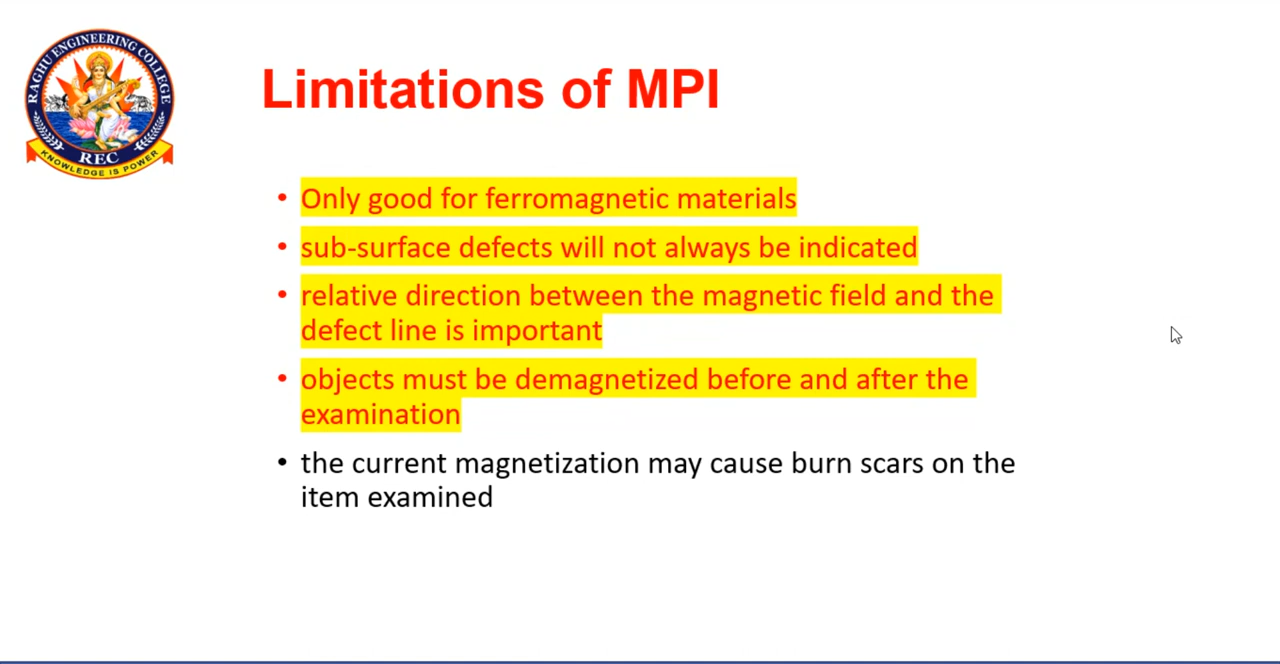 RAGHU ENGINEERING COLLEGE
REC
KNOWLEDGE IS POWER
Limitations of MPI
• Only good for ferromagnetic materials
• sub-surface defects will not always be indicated
• relative direction between the magnetic field and the
defect line is important
• objects must be demagnetized before and after the
examination
• the current magnetization may cause burn scars on the
item examined